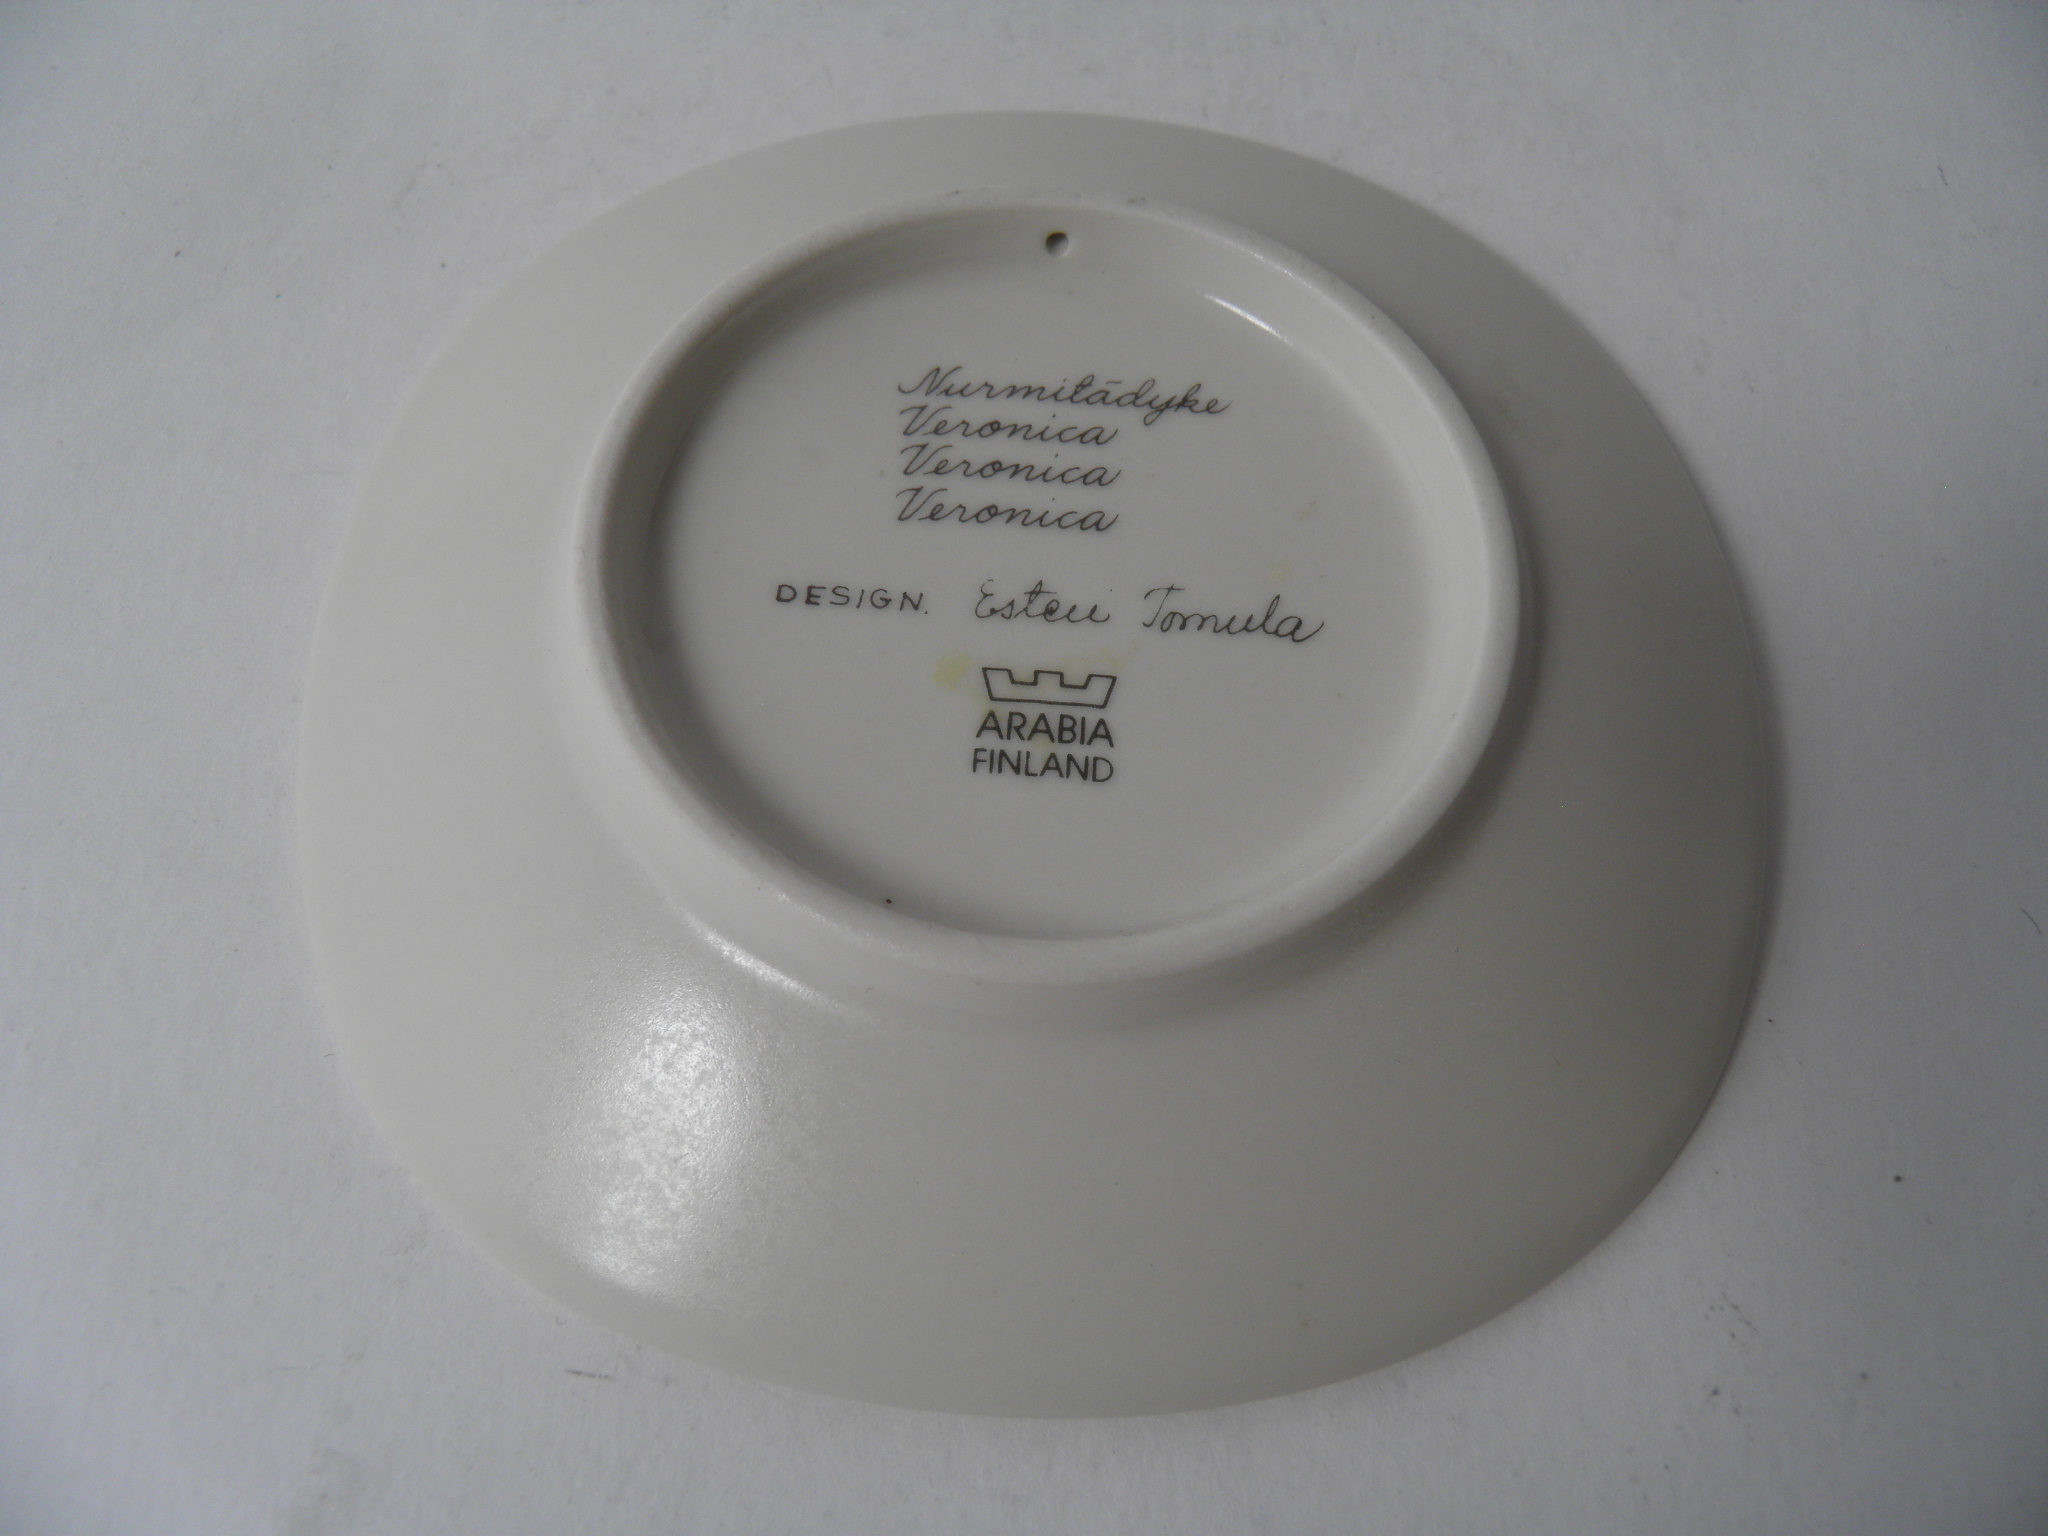 Nurmitädyke
Veronica
Veronica
Veronica
DESIGN. Esteri Tomula
ARABIA
FINLAND